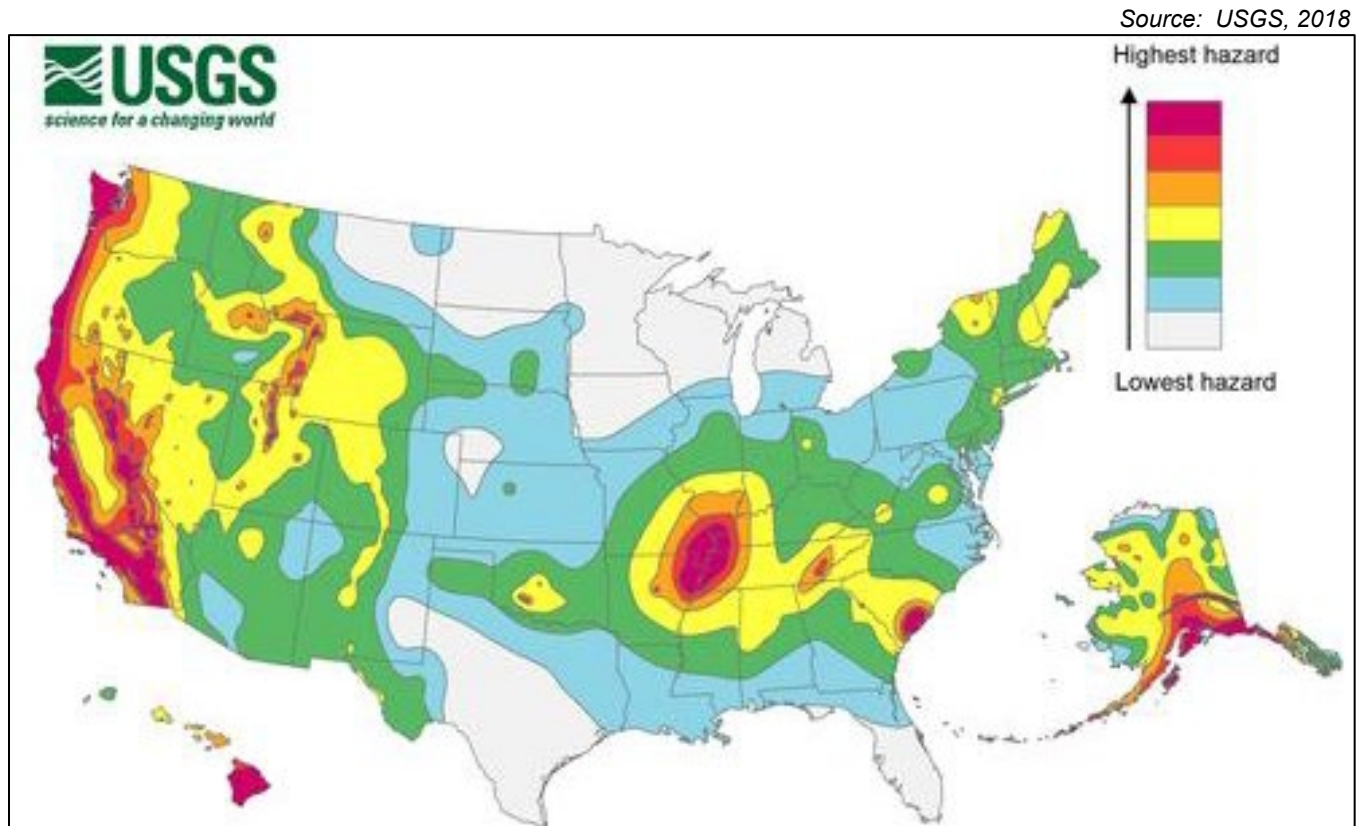 Source: USGS, 2018
USGS
science for a changing world
Highest hazard
Lowest hazard